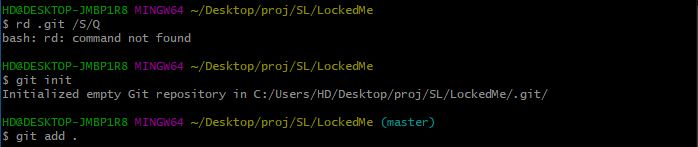 HD@DESKTOP-JMBP1R8 MINGW64 ~/Desktop/proj/SL/LockedMe
$ rd .git /S/Q
bash: rd: command not found
HD@DESKTOP-JMBP1R8 MINGW64 ~/Desktop/proj/SL/LockedMe
$ git init
Initialized empty Git repository in C:/Users/HD/Desktop/proj/SL/LockedMe/.git/
HD@DESKTOP-JMBP1R8 MINGW64 ~/Desktop/proj/SL/LockedMe (master)
$ git add .